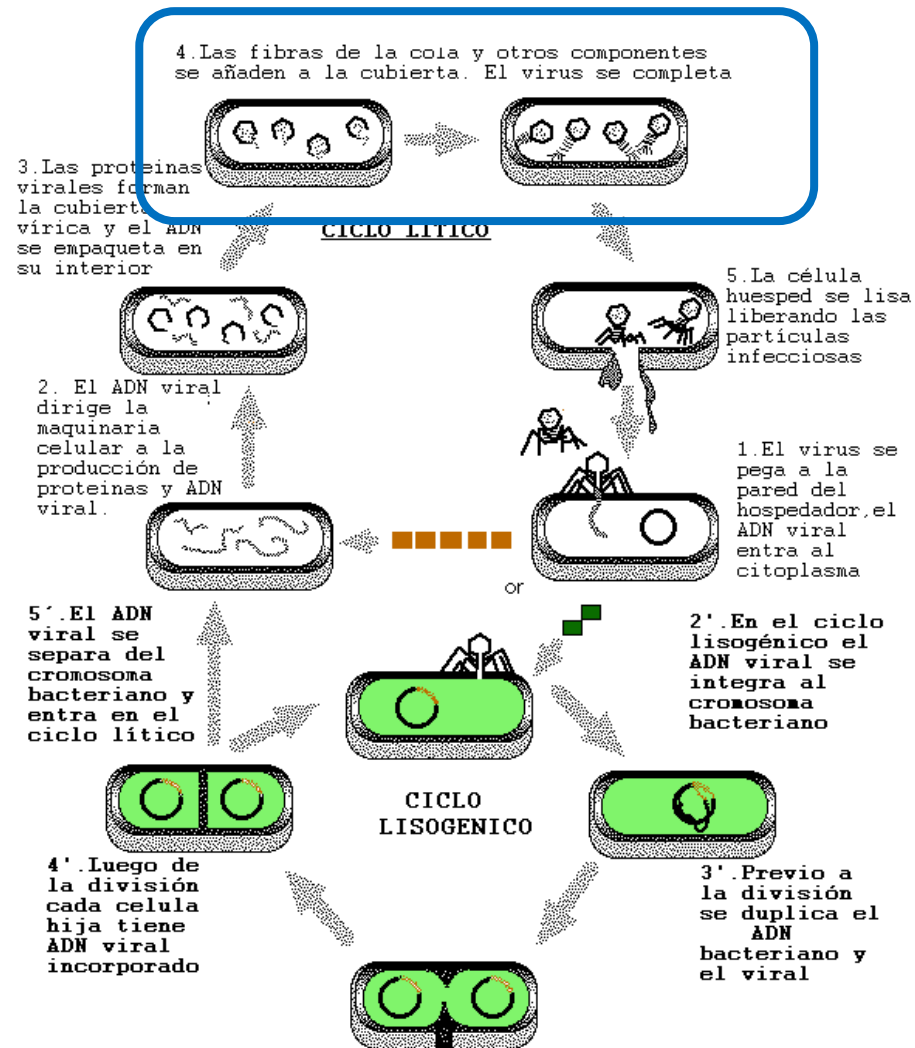 4.Las fibras de la cola y otros componentes
se añaden a la cubierta. El virus se completa
3.Las proteinas
virales forman
la cubierta
vírica y el ADN
se empaqueta en
su interior
CICLO LITICO
5.La célula
huesped se lisa
liberando las
partículas
infecciosas
2. El ADN viral
dirige la
maquinaria
celular a la
producción de
proteinas y ADN
viral.
1.El virus se
pega a la
pared del
hospedador,el
ADN viral
entra al
citoplasma
or
5´.El ADN
viral se
separa del
cromosoma
bacteriano y
entra en el
ciclo lítico
2'.En el ciclo
lisogénico el
ADN viral se
integra al
cromosoma
bacteriano
CICLO
LISOGENICO
4'.Luego de
la división
cada celula
hija tiene
ADN viral
incorporado
3'.Previo a
la división
se duplica el
ADN
bacteriano y
el viral